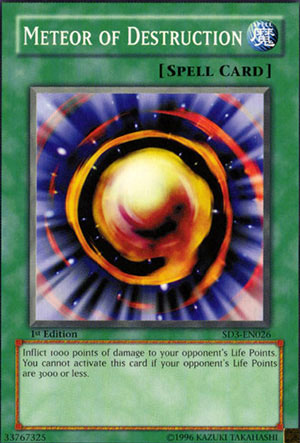 METEOR OF DESTRUCTION 魔
[SPELL CARD]
1st Edition SD3-EN026
Inflict 1000 points of damage to your opponent's Life Points.
You cannot activate this card if your opponent's Life Points
are 3000 or less.
33767325 ©1996 KAZUKI TAKAHASHI